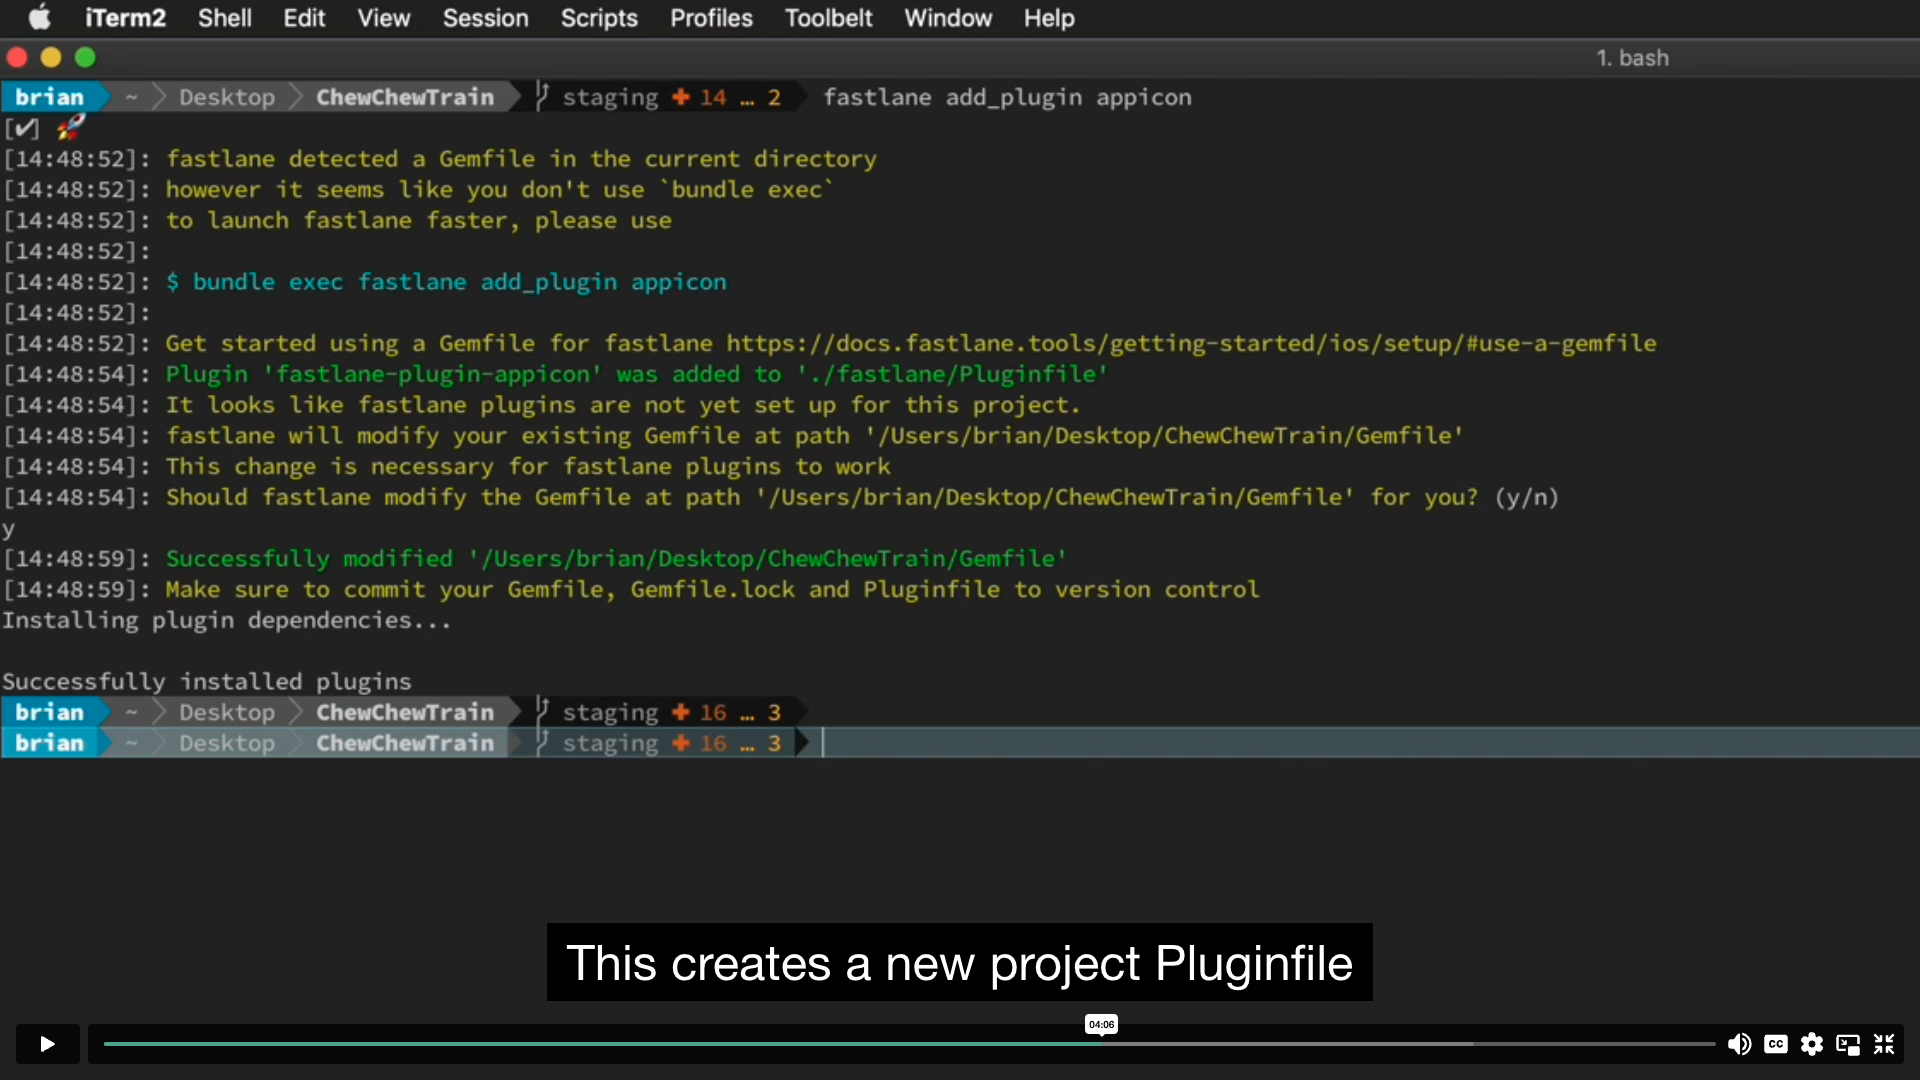 iTerm2 Shell Edit View Session Scripts Profiles Toolbelt Window Help
1. bash
brian ~ Desktop ChewChewTrain staging ✚ 14 … 2 fastlane add_plugin appicon
[✔] 🚀
[14:48:52]: fastlane detected a Gemfile in the current directory
[14:48:52]: however it seems like you don't use `bundle exec`
[14:48:52]: to launch fastlane faster, please use
[14:48:52]:
[14:48:52]: $ bundle exec fastlane add_plugin appicon
[14:48:52]:
[14:48:52]: Get started using a Gemfile for fastlane https://docs.fastlane.tools/getting-started/ios/setup/#use-a-gemfile
[14:48:54]: Plugin 'fastlane-plugin-appicon' was added to './fastlane/Pluginfile'
[14:48:54]: It looks like fastlane plugins are not yet set up for this project.
[14:48:54]: fastlane will modify your existing Gemfile at path '/Users/brian/Desktop/ChewChewTrain/Gemfile'
[14:48:54]: This change is necessary for fastlane plugins to work
[14:48:54]: Should fastlane modify the Gemfile at path '/Users/brian/Desktop/ChewChewTrain/Gemfile' for you? (y/n)
y
[14:48:59]: Successfully modified '/Users/brian/Desktop/ChewChewTrain/Gemfile'
[14:48:59]: Make sure to commit your Gemfile, Gemfile.lock and Pluginfile to version control
Installing plugin dependencies...
Successfully installed plugins
brian ~ Desktop ChewChewTrain staging ✚ 16 … 3
brian ~ Desktop ChewChewTrain staging ✚ 16 … 3
This creates a new project Pluginfile
04:06
CC